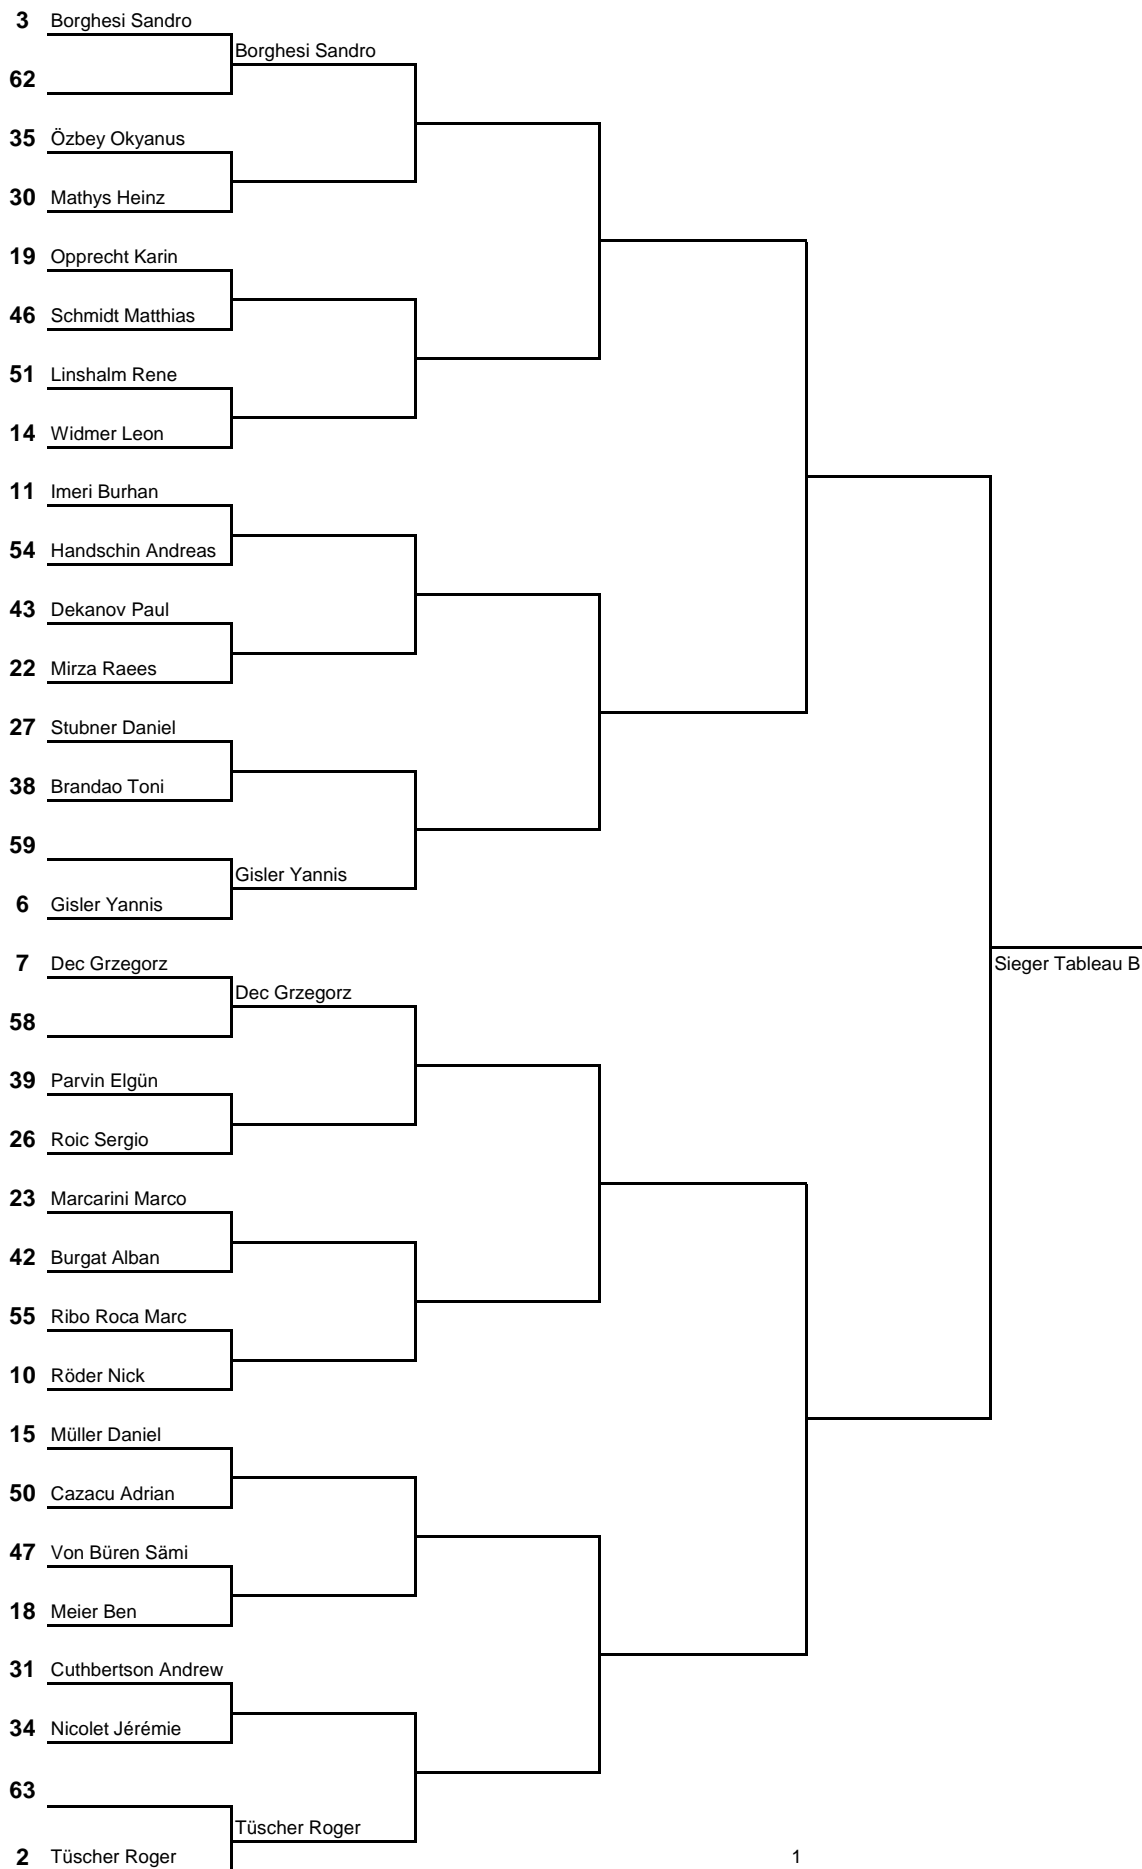 3 Borghesi Sandro
Borghesi Sandro
62
35 Özbey Okyanus
30 Mathys Heinz
19 Opprecht Karin
46 Schmidt Matthias
51 Linshalm Rene
14 Widmer Leon
11 Imeri Burhan
54 Handschin Andreas
43 Dekanov Paul
22 Mirza Raees
27 Stubner Daniel
38 Brandao Toni
59
Gisler Yannis
6 Gisler Yannis
7 Dec Grzegorz
Sieger Tableau B
Dec Grzegorz
58
39 Parvin Elgün
26 Roic Sergio
23 Marcarini Marco
42 Burgat Alban
55 Ribo Roca Marc
10 Röder Nick
15 Müller Daniel
50 Cazacu Adrian
47 Von Büren Sämi
18 Meier Ben
31 Cuthbertson Andrew
34 Nicolet Jérémie
63
Tüscher Roger
2 Tüscher Roger
1